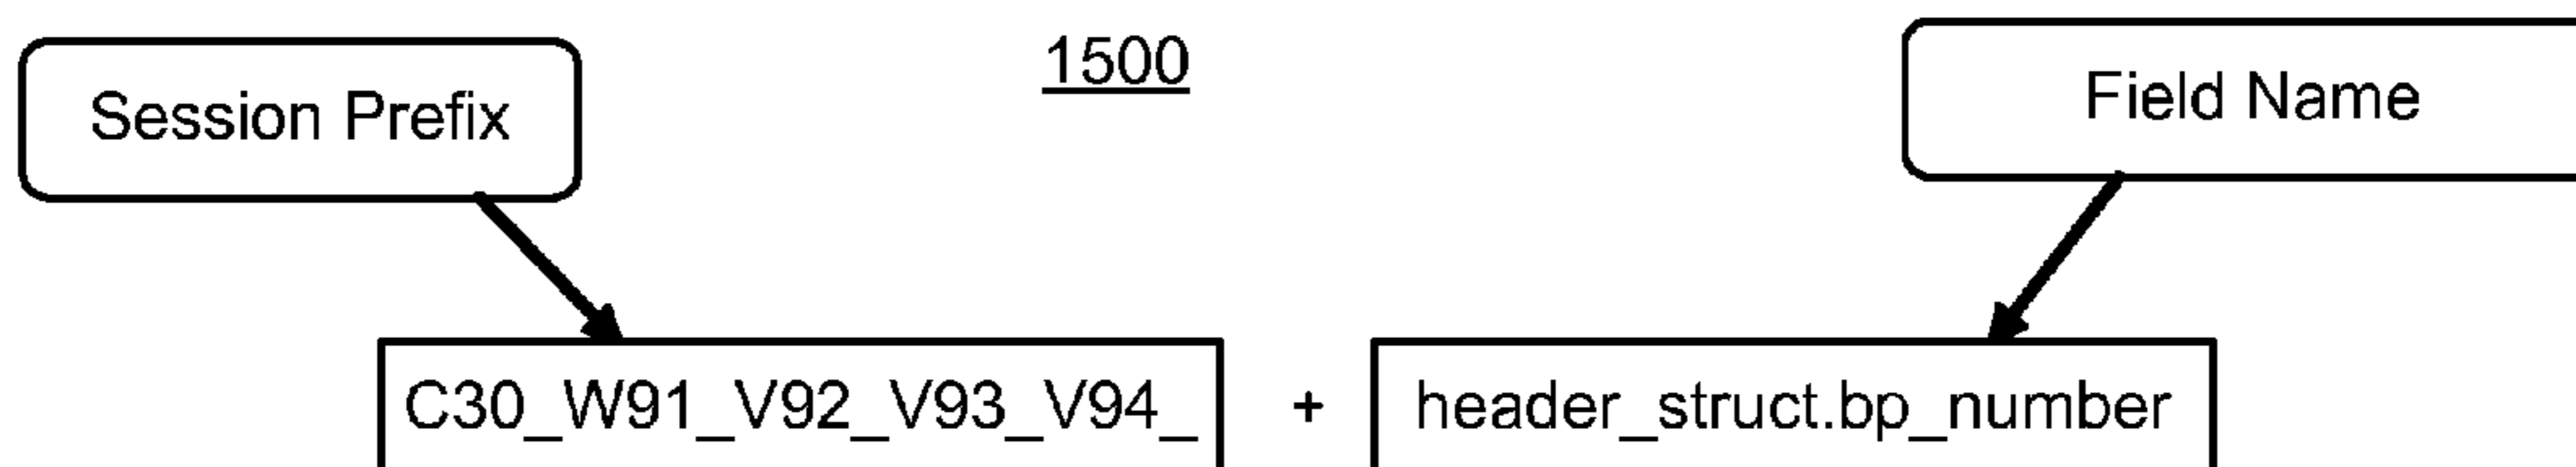 1500
Session Prefix
Field Name
C30_W91_V92_V93_V94_ + header_struct.bp_number